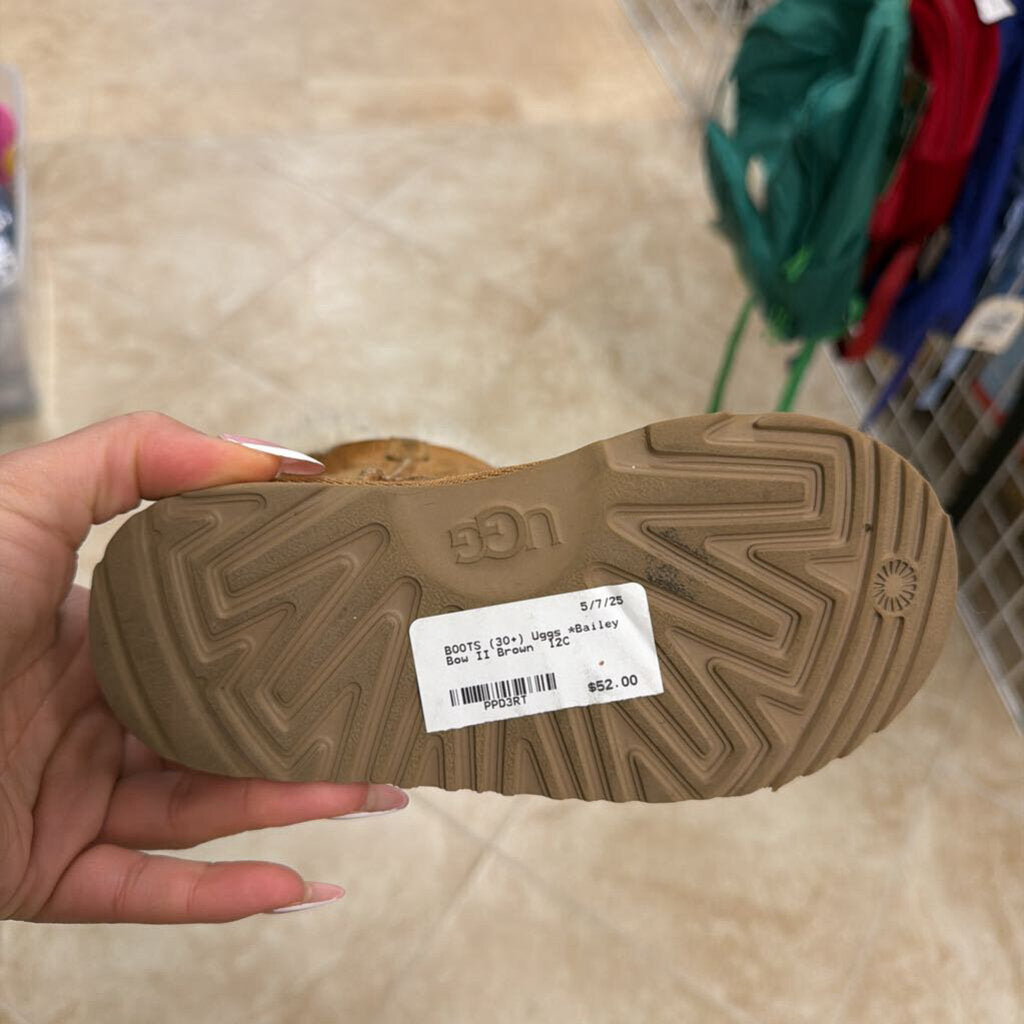 UGG
5/7/25
BOOTS (30+) Uggs *Bailey
Bow II Brown 12C
$52.00
PPD3RT